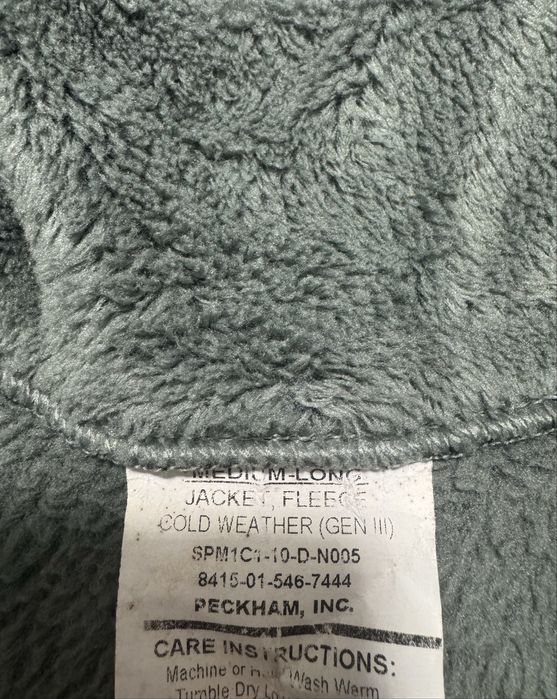 MEDIUM-LONG
JACKET, FLEECE
COLD WEATHER (GEN III)
SPM1C1-10-D-N005
8415-01-546-7444
PECKHAM, INC.
CARE INSTRUCTIONS:
Machine or Wash Warm
Tumble Dry